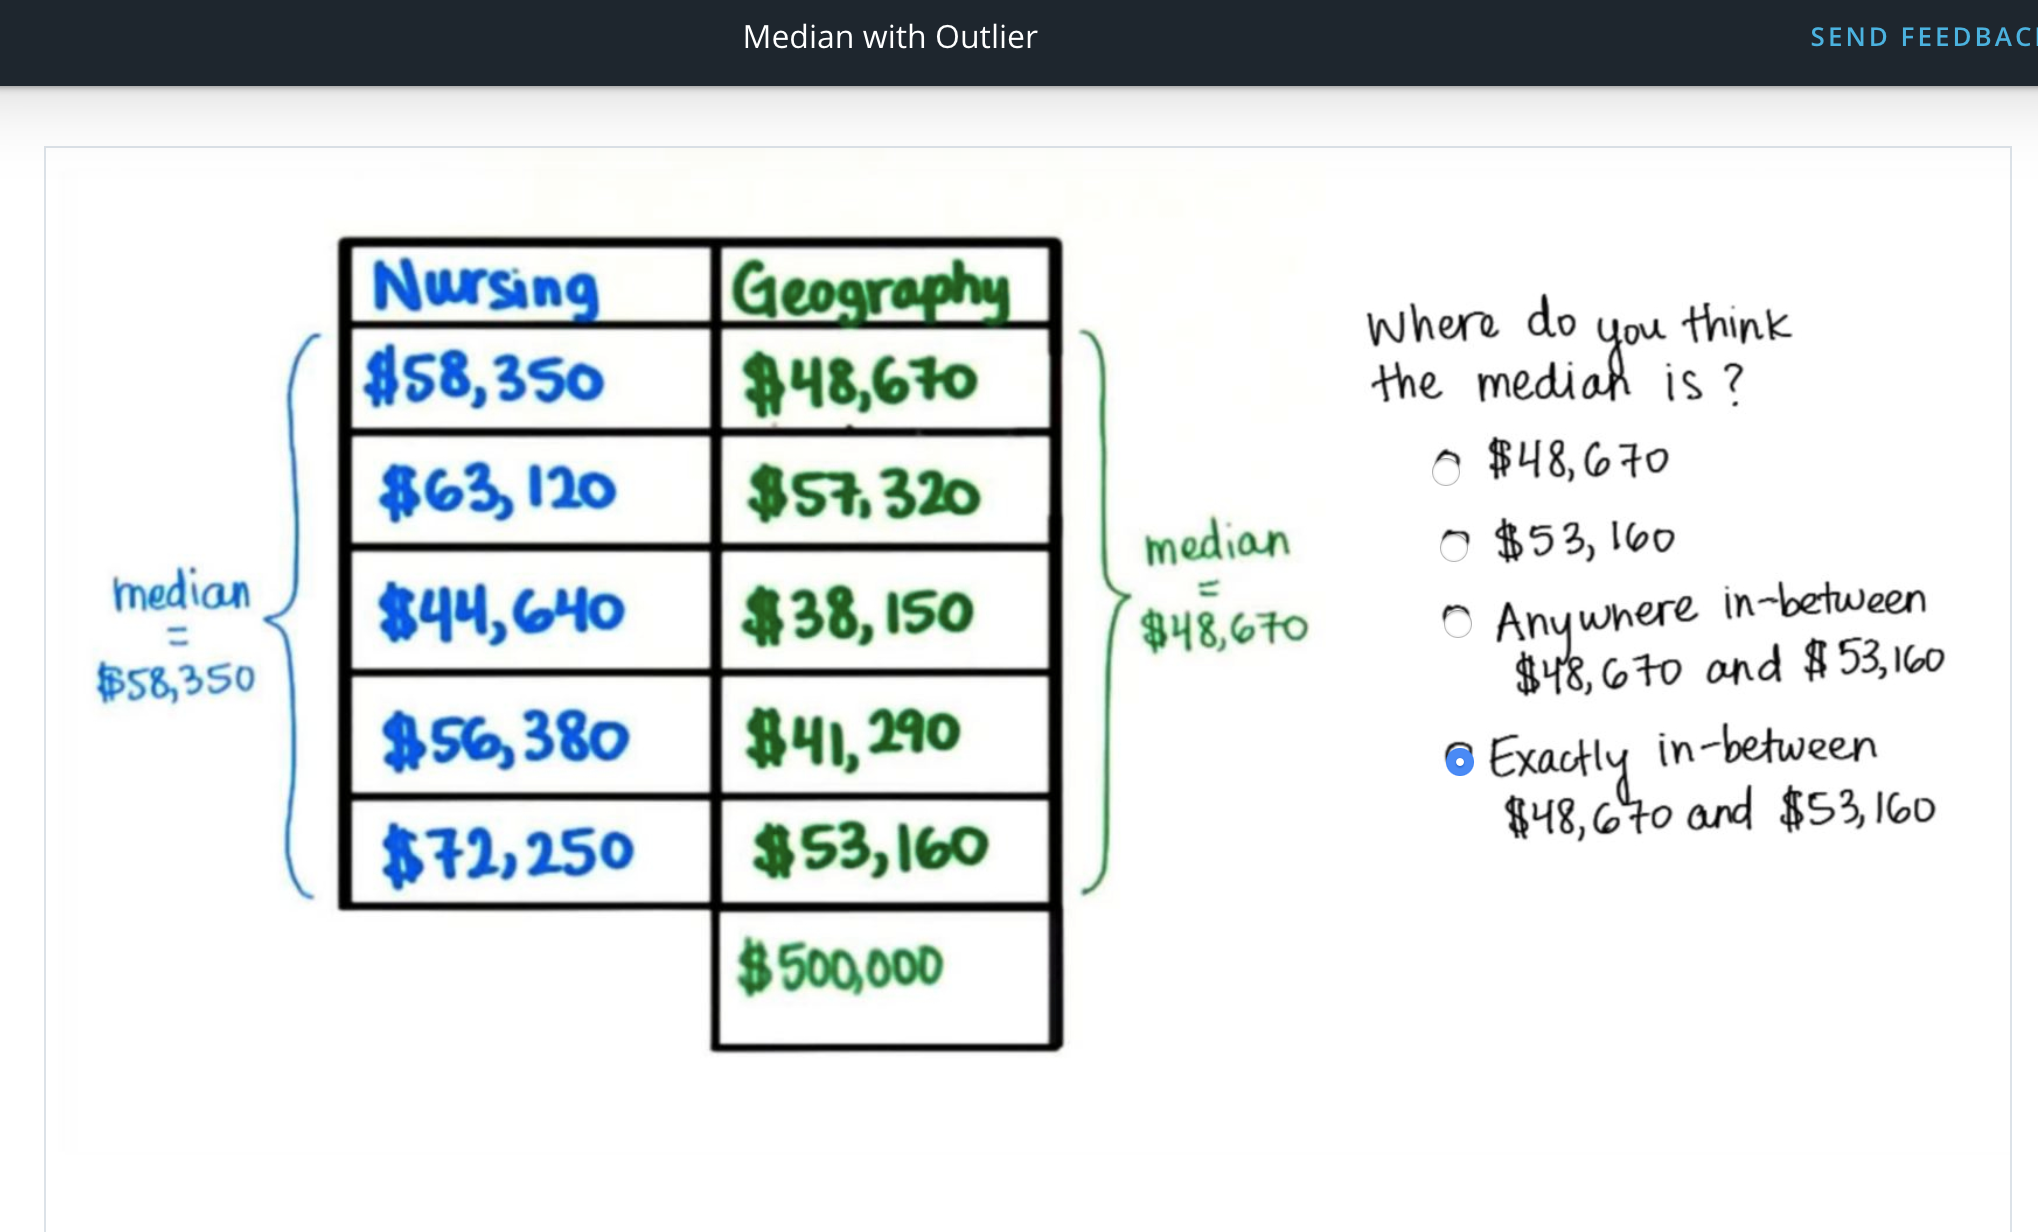 Median with Outlier
SEND FEEDBAC
Nursing
Geography
$58,350
$48,670
$63,120
$57,320
$44,640
$38,150
$56,380
$41,290
$72,250
$53,160
$500,000
median
=
$58,350
median
=
$48,670
Where do you think
the median is?
$48,670
$53,160
Anywhere in-between
$48,670 and $53,160
Exactly in-between
$48,670 and $53,160